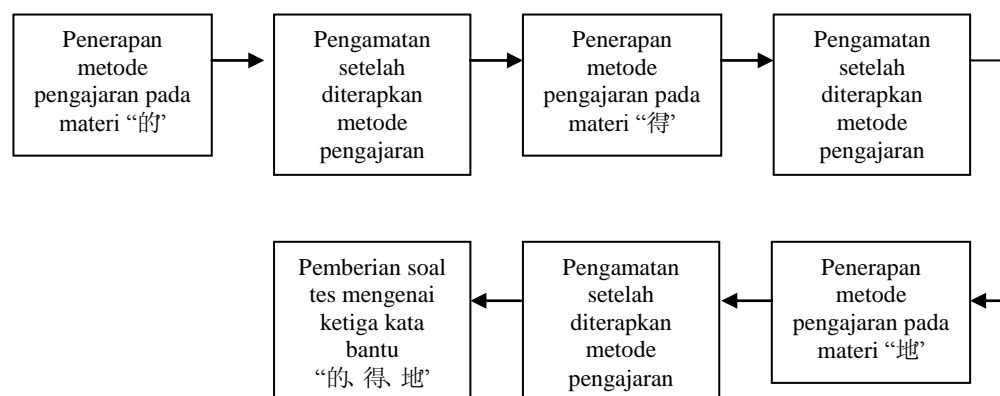 Penerapan
metode
pengajaran pada
materi “的”
Pengamatan
setelah
diterapkan
metode
pengajaran
Penerapan
metode
pengajaran pada
materi “得”
Pengamatan
setelah
diterapkan
metode
pengajaran
Penerapan
metode
pengajaran pada
materi “地”
Pengamatan
setelah
diterapkan
metode
pengajaran
Pemberian soal
tes mengenai
ketiga kata
bantu
“的、得、地”